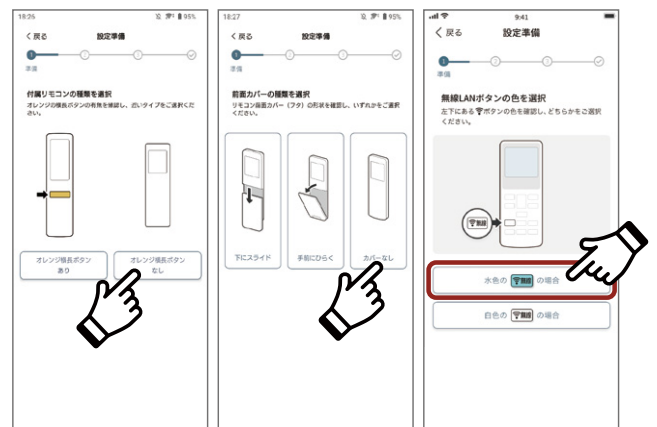 18:26
95%
く 戻る
設定準備
1
2
3
準備
付属リモコンの種類を選択
オレンジの横長ボタンの有無を確認し、近いタイプをご選択くだ
さい。
オレンジ横長ボタン
あり
オレンジ横長ボタン
なし
18:27
95%
く 戻る
設定準備
1
2
3
準備
前面カバーの種類を選択
リモコン前面カバー（フタ）の形状を確認し、いずれかをご選択
ください。
下にスライド
手前にひらく
カバーなし
9:41
く 戻る
設定準備
1
2
3
準備
無線LANボタンの色を選択
左下にあるボタンの色を確認し、どちらかをご選択
ください。
無線
水色の 無線 の場合
白色の 無線 の場合